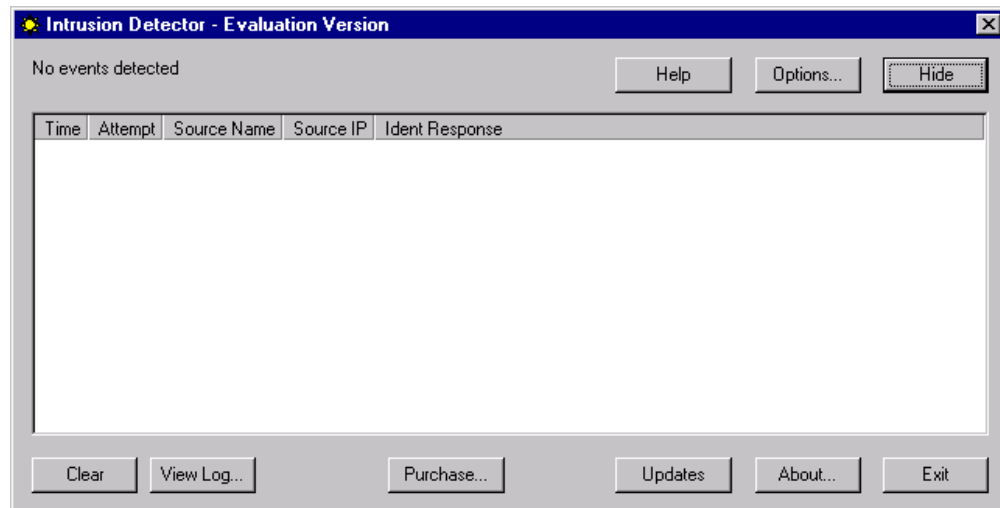 Intrusion Detector - Evaluation Version
No events detected
Help Options... Hide
Time Attempt Source Name Source IP Ident Response
Clear View Log... Purchase... Updates About... Exit